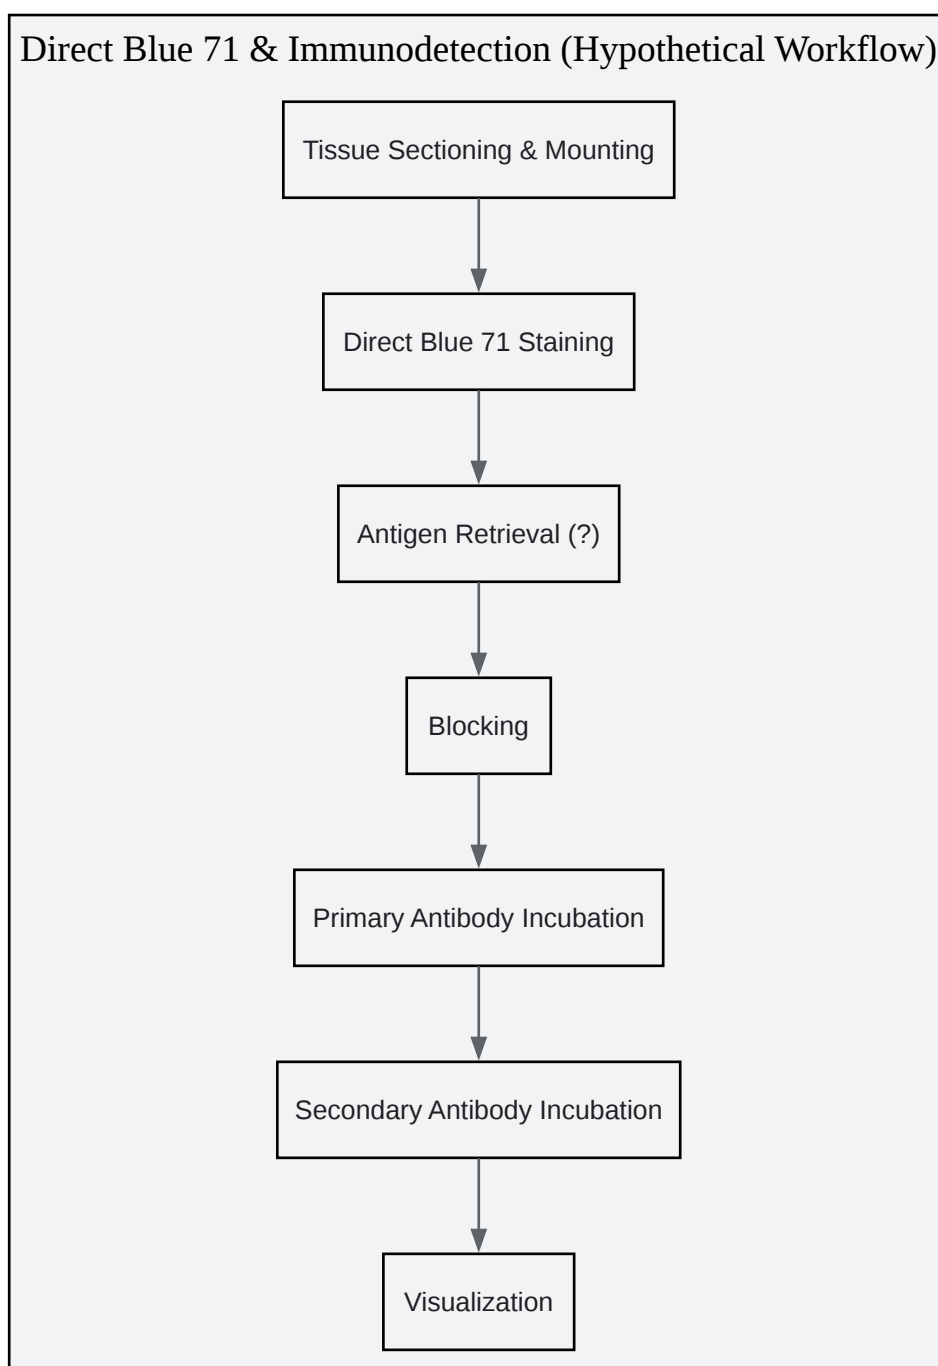 Direct Blue 71 & Immunodetection (Hypothetical Workflow)
Tissue Sectioning & Mounting
Direct Blue 71 Staining
Antigen Retrieval (?)
Blocking
Primary Antibody Incubation
Secondary Antibody Incubation
Visualization